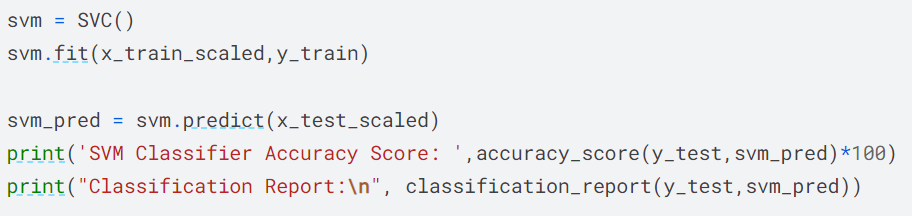 svm = SVC()
svm.fit(x_train_scaled,y_train)
svm_pred = svm.predict(x_test_scaled)
print('SVM Classifier Accuracy Score: ',accuracy_score(y_test,svm_pred)*100)
print("Classification Report:\n", classification_report(y_test,svm_pred))